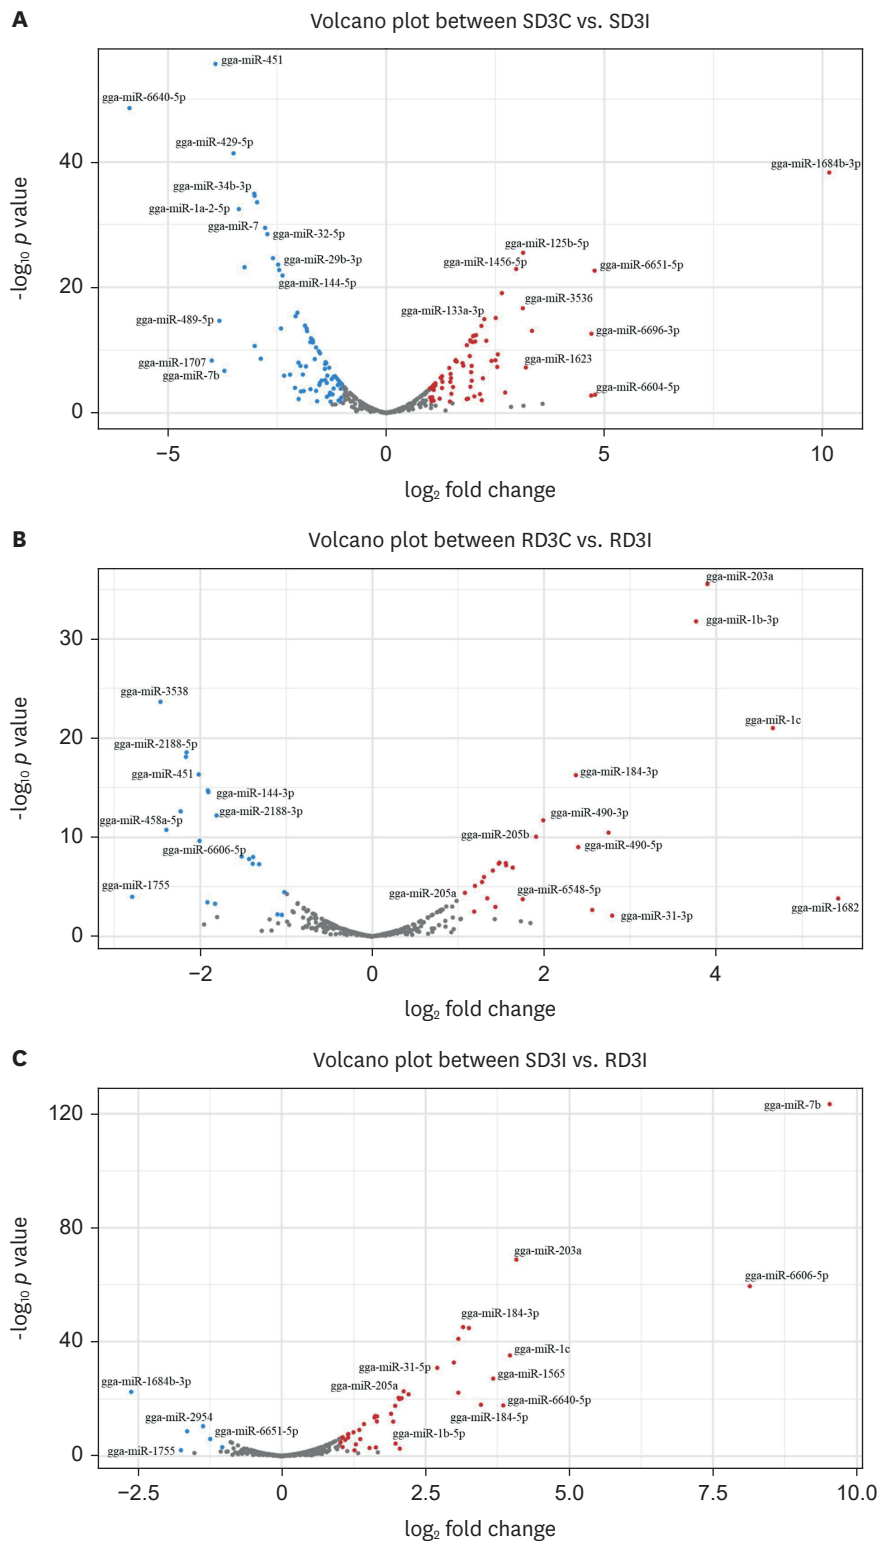 A
Volcano plot between SD3C vs. SD3I
gga-miR-451
gga-miR-6640-5p
gga-miR-429-5p
gga-miR-1684b-3p
40
gga-miR-34b-3p
gga-miR-1a-2-5p
gga-miR-7
gga-miR-32-5p
gga-miR-125b-5p
gga-miR-29b-3p
gga-miR-1456-5p
gga-miR-6651-5p
gga-miR-144-5p
20
gga-miR-3536
gga-miR-133a-3p
gga-miR-489-5p
gga-miR-6696-3p
gga-miR-1707
gga-miR-1623
gga-miR-7b
gga-miR-6604-5p
0
-log₁₀ p value
−5 0 5 10
log₂ fold change
B
Volcano plot between RD3C vs. RD3I
gga-miR-203a
30
gga-miR-1b-3p
gga-miR-3538
gga-miR-1c
20
gga-miR-2188-5p
gga-miR-451
gga-miR-184-3p
gga-miR-144-3p
gga-miR-2188-3p
gga-miR-490-3p
gga-miR-458a-5p
10
gga-miR-205b
gga-miR-6606-5p
gga-miR-490-5p
gga-miR-1755
gga-miR-205a
gga-miR-6548-5p
gga-miR-1682
gga-miR-31-3p
0
-log₁₀ p value
−2 0 2 4
log₂ fold change
C
Volcano plot between SD3I vs. RD3I
120
gga-miR-7b
80
gga-miR-203a
gga-miR-6606-5p
gga-miR-184-3p
40
gga-miR-1c
gga-miR-31-5p
gga-miR-1565
gga-miR-1684b-3p
gga-miR-205a
gga-miR-6640-5p
gga-miR-2954
gga-miR-184-5p
gga-miR-6651-5p
gga-miR-1b-5p
gga-miR-1755
0
-log₁₀ p value
−2.5 0 2.5 5.0 7.5 10.0
log₂ fold change